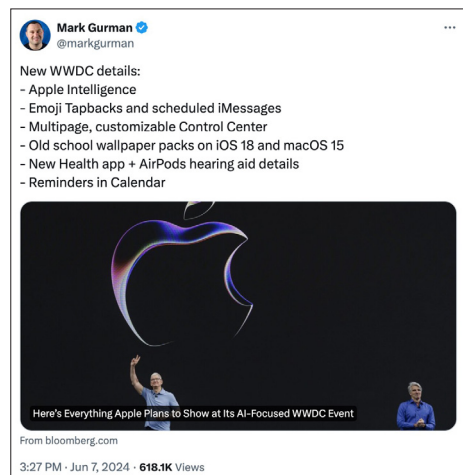 Mark Gurman
@markgurman
New WWDC details:
- Apple Intelligence
- Emoji Tapbacks and scheduled iMessages
- Multipage, customizable Control Center
- Old school wallpaper packs on iOS 18 and macOS 15
- New Health app + AirPods hearing aid details
- Reminders in Calendar
Here's Everything Apple Plans to Show at Its AI-Focused WWDC Event
From bloomberg.com
3:27 PM · Jun 7, 2024 · 618.1K Views